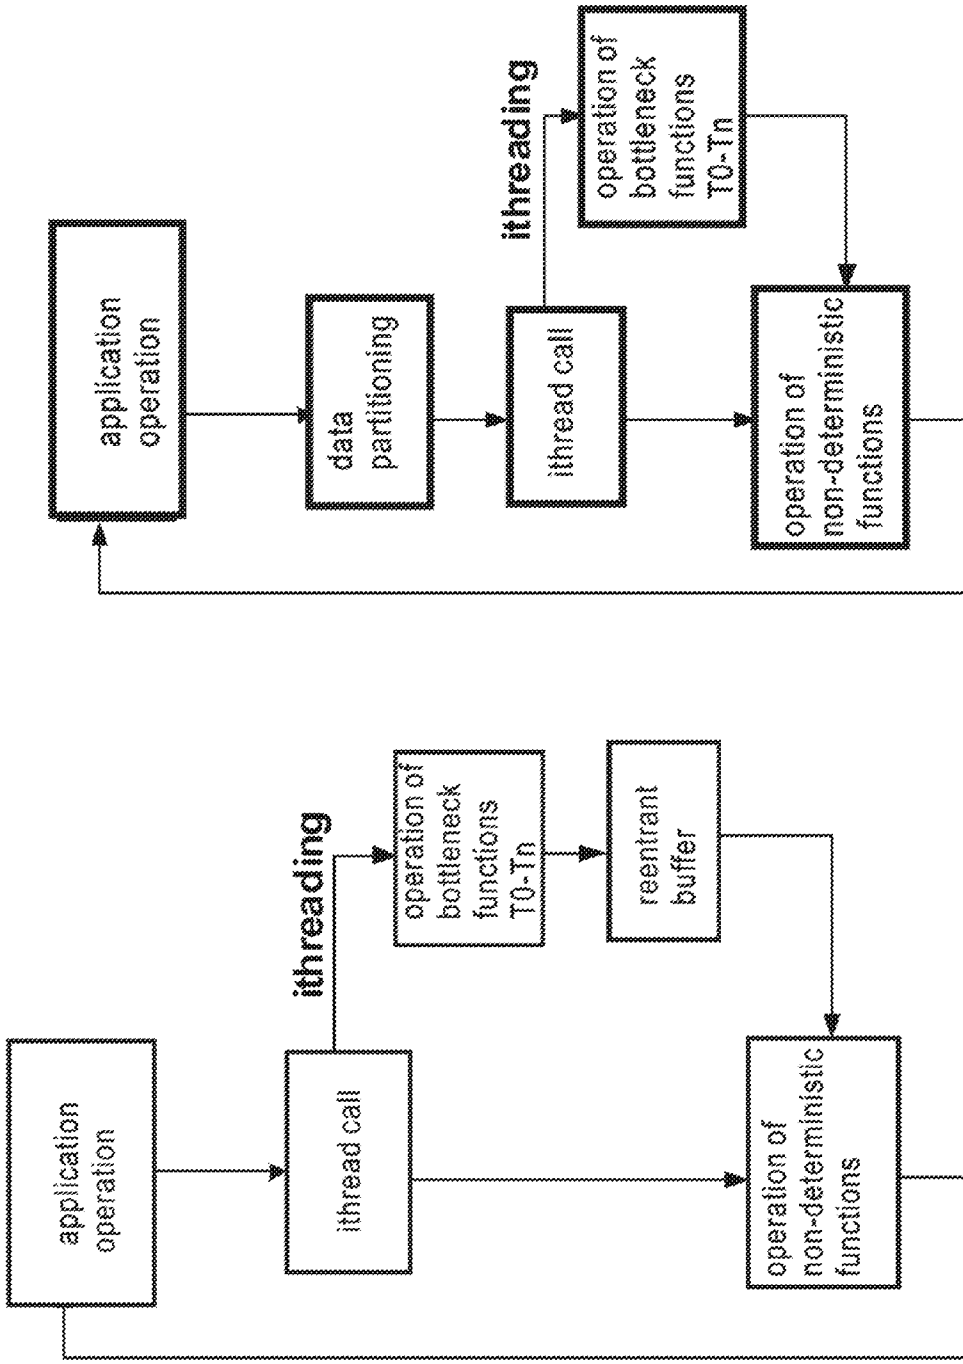 application
operation
ithread call
ithreading
operation of
bottleneck
functions
T0-Tn
reentrant
buffer
operation of
non-deterministic
functions
application
operation
data
partitioning
ithread call
ithreading
operation of
bottleneck
functions
T0-Tn
operation of
non-deterministic
functions